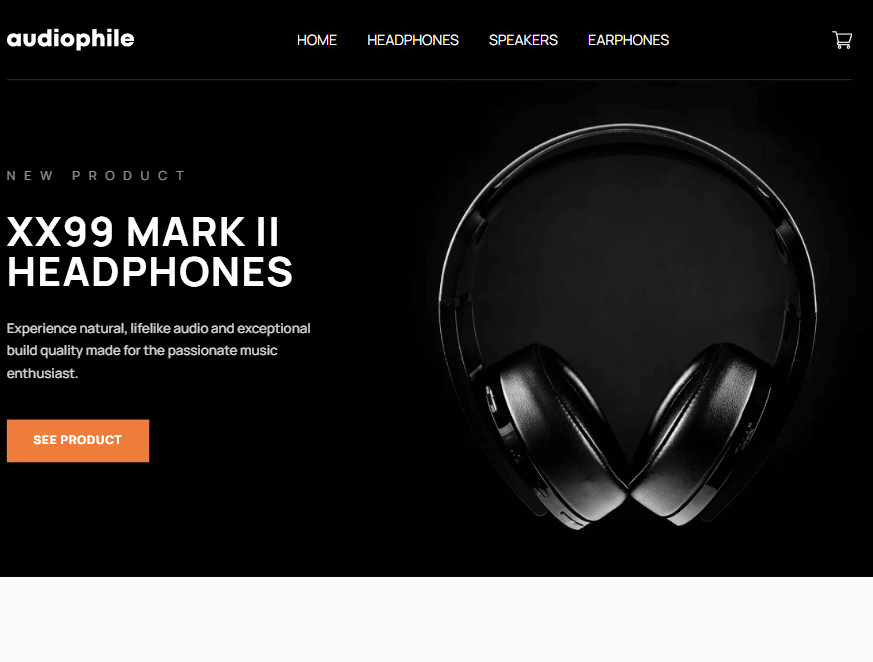 audiophile
HOME HEADPHONES SPEAKERS EARPHONES
NEW PRODUCT
XX99 MARK II
HEADPHONES
Experience natural, lifelike audio and exceptional
build quality made for the passionate music
enthusiast.
SEE PRODUCT